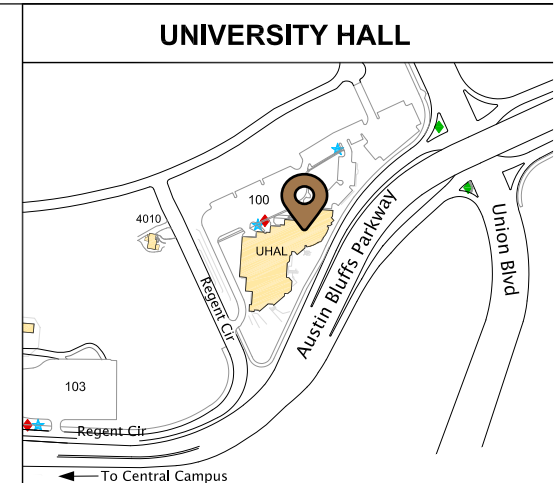 UNIVERSITY HALL
100
4010
UHAL
Austin Bluffs Parkway
Union Blvd
Regent Cir
103
Regent Cir
To Central Campus